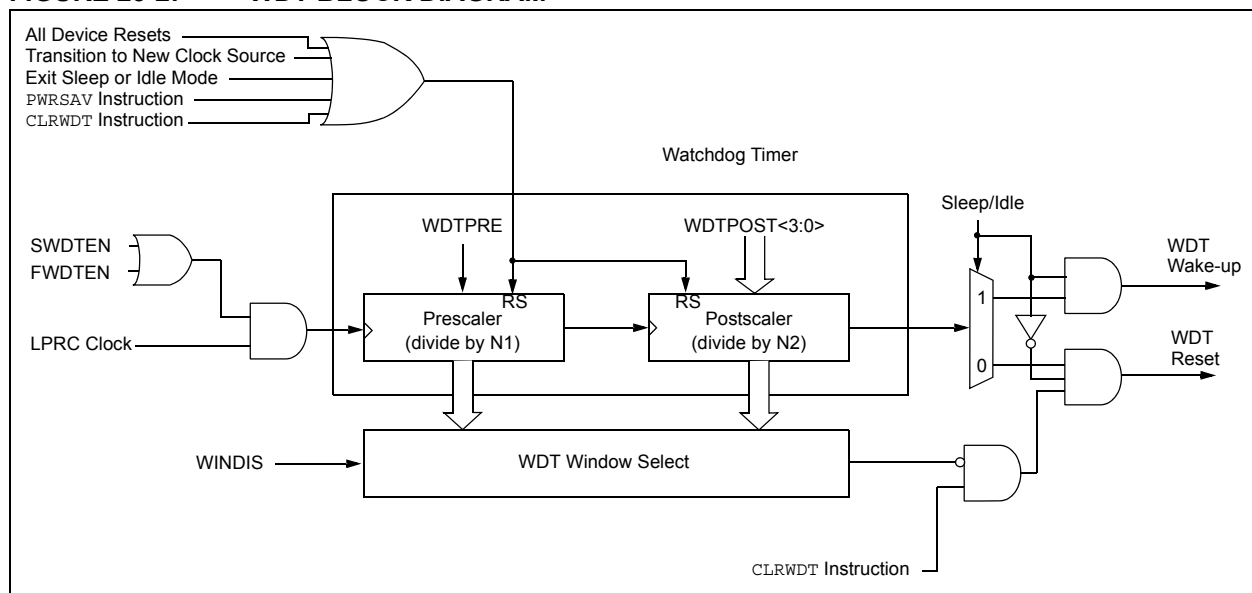 All Device Resets
Transition to New Clock Source
Exit Sleep or Idle Mode
PWRSAV Instruction
CLRWDT Instruction
Watchdog Timer
Sleep/Idle
WDTPRE
WDTPOST<3:0>
SWDTEN
FWDTEN
WDT
Wake-up
RS
RS
1
Prescaler
(divide by N1)
Postscaler
(divide by N2)
LPRC Clock
WDT
Reset
0
WINDIS
WDT Window Select
CLRWDT Instruction